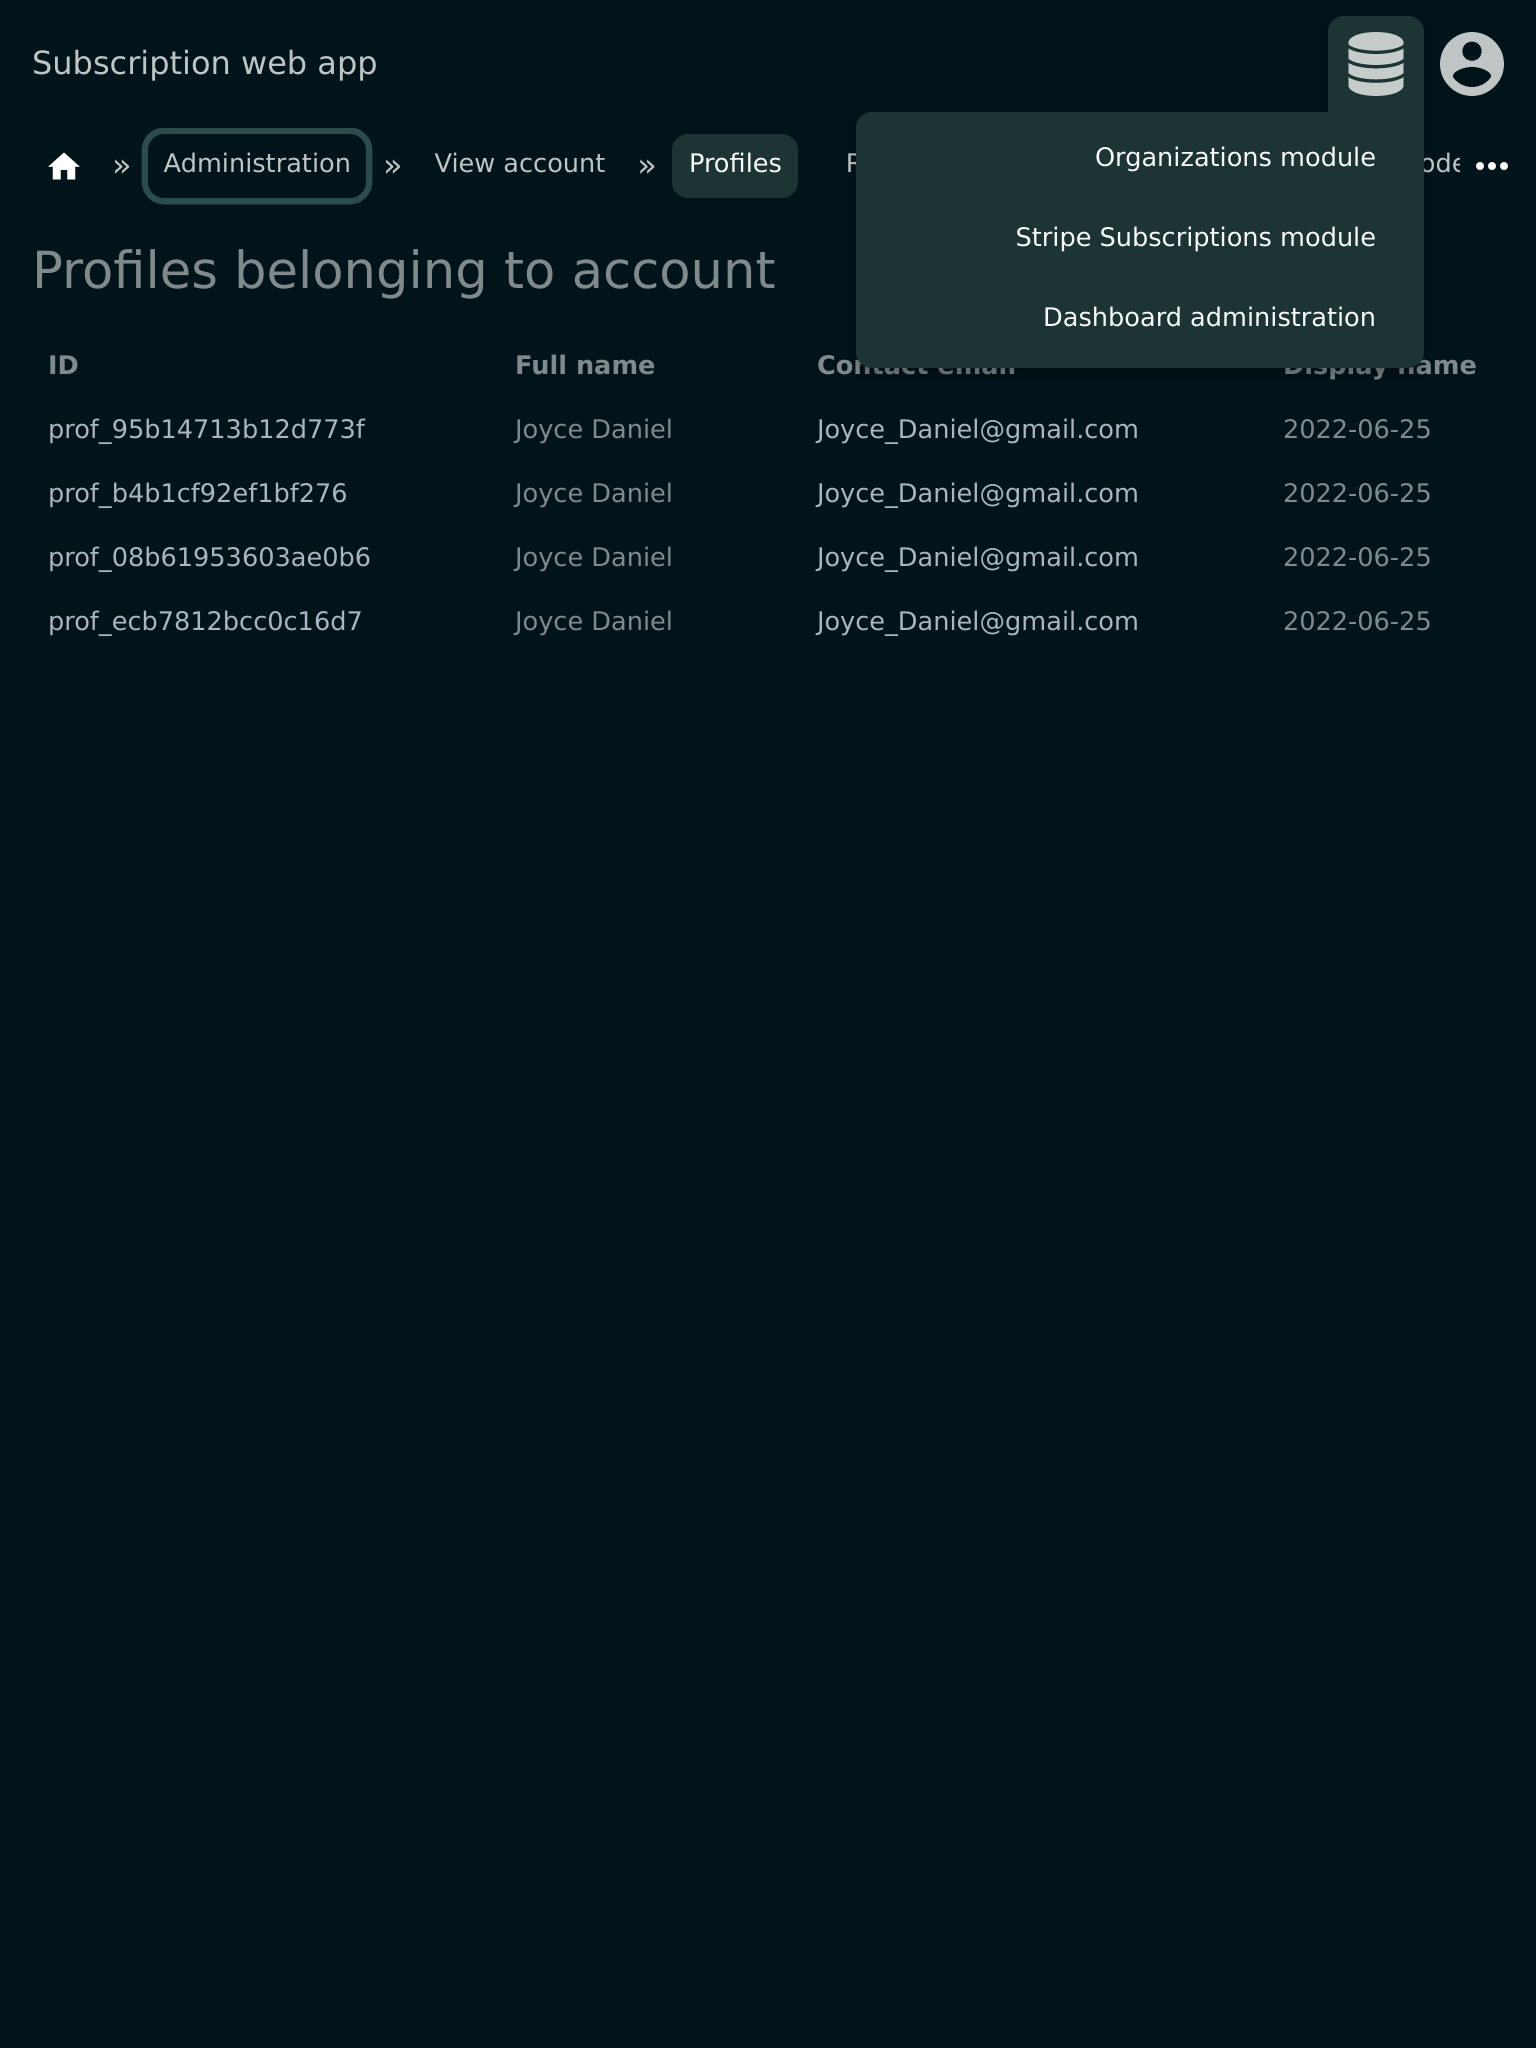 Subscription web app
» Administration » View account » Profiles
Organizations module
Stripe Subscriptions module
Dashboard administration
Profiles belonging to account
ID Full name Contact email Display name
prof_95b14713b12d773f Joyce Daniel Joyce_Daniel@gmail.com 2022-06-25
prof_b4b1cf92ef1bf276 Joyce Daniel Joyce_Daniel@gmail.com 2022-06-25
prof_08b61953603ae0b6 Joyce Daniel Joyce_Daniel@gmail.com 2022-06-25
prof_ecb7812bcc0c16d7 Joyce Daniel Joyce_Daniel@gmail.com 2022-06-25